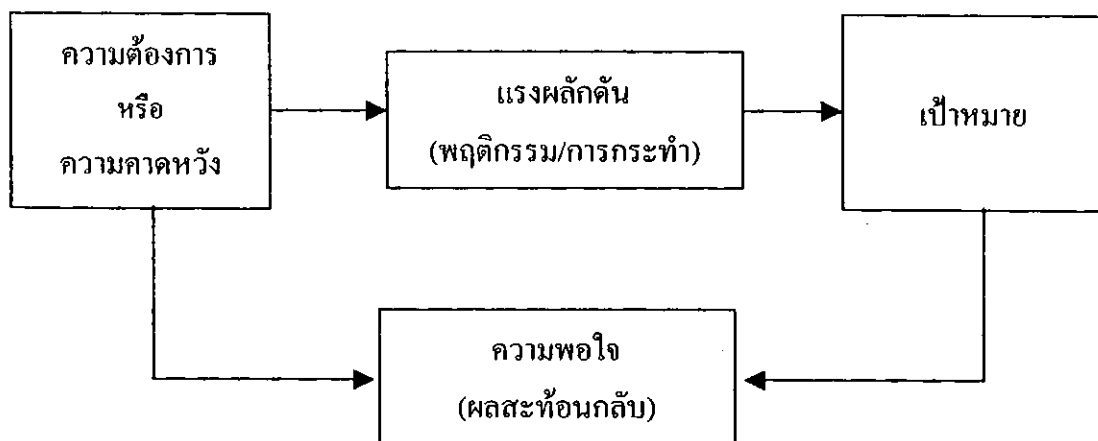 ความต้องการ
หรือ
ความคาดหวัง
แรงผลักดัน
(พฤติกรรม/การกระทำ)
เป้าหมาย
ความพอใจ
(ผลสะท้อนกลับ)